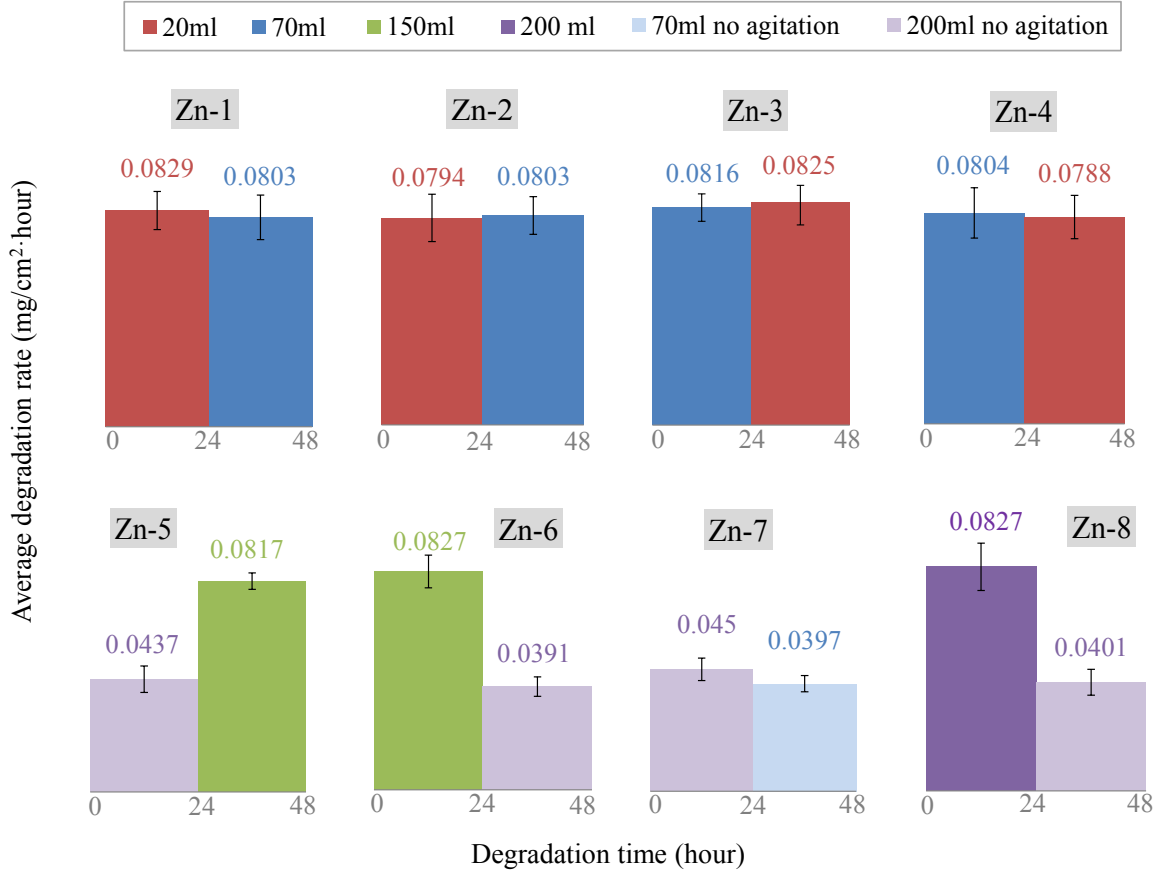 20ml 70ml 150ml 200 ml 70ml no agitation 200ml no agitation
Zn-1 Zn-2 Zn-3 Zn-4
0.0829 0.0803 0.0794 0.0803 0.0816 0.0825 0.0804 0.0788
0 24 48 0 24 48 0 24 48 0 24 48
Average degradation rate (mg/cm²·hour)
Zn-5 Zn-6 Zn-7 Zn-8
0.0437 0.0817 0.0827 0.0391 0.045 0.0397 0.0827 0.0401
0 24 48 0 24 48 0 24 48 0 24 48
Degradation time (hour)